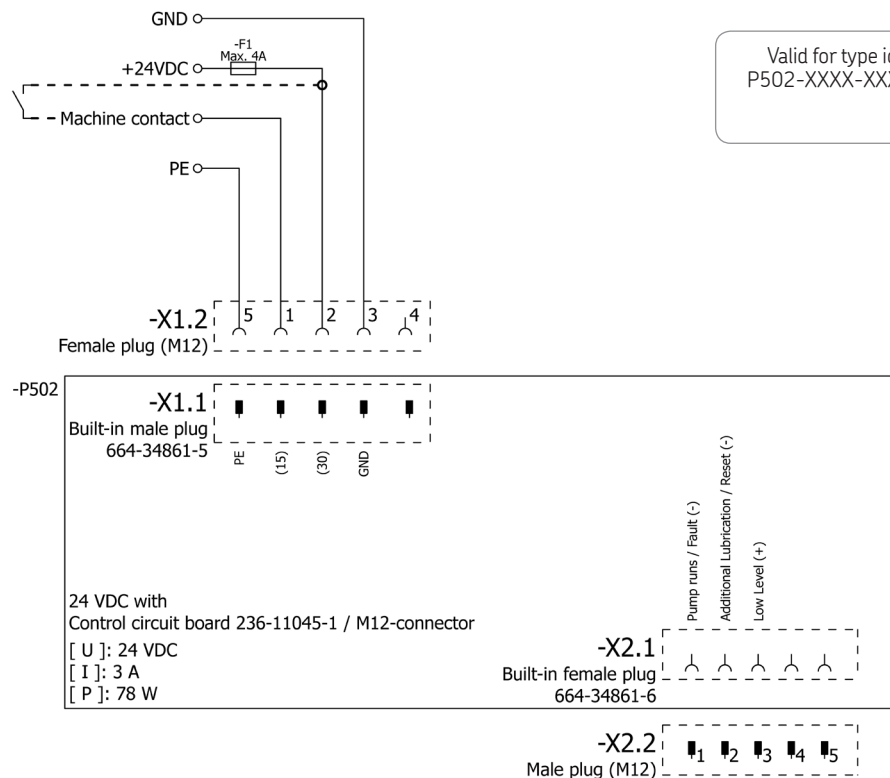 GND
-F1
Max. 4A
+24VDC
Machine contact
PE
Valid for type
P502-XXXX-XX
-X1.2
Female plug (M12)
5 1 2 3 4
-P502
-X1.1
Built-in male plug
664-34861-5
PE
(15)
(30)
GND
24 VDC with
Control circuit board 236-11045-1 / M12-connector
[ U ]: 24 VDC
[ I ]: 3 A
[ P ]: 78 W
Pump runs / Fault (-)
Additional Lubrication / Reset (-)
Low Level (+)
-X2.1
Built-in female plug
664-34861-6
-X2.2
Male plug (M12)
1 2 3 4 5